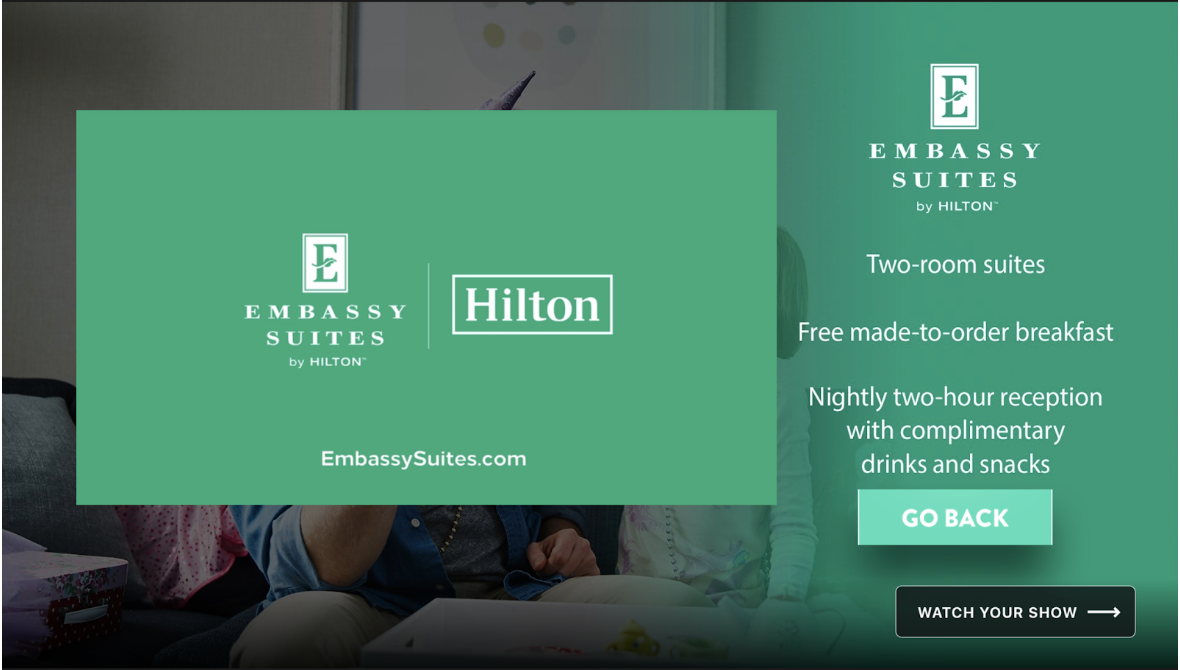 E
EMBASSY
SUITES
by HILTON™
Hilton
EmbassySuites.com
E
EMBASSY
SUITES
by HILTON™
Two-room suites
Free made-to-order breakfast
Nightly two-hour reception
with complimentary
drinks and snacks
GO BACK
WATCH YOUR SHOW